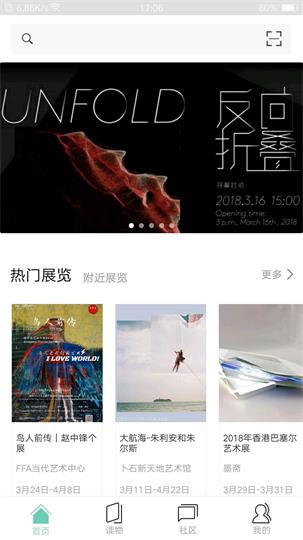 6.86K/s
17:06
80%
UNFOLD
反向
折叠
开幕时间
2018.3.16 15:00
Opening time:
3 p.m., March 16th , 2018
热门展览 附近展览 更多
鸟人前传
I LOVE WORLD!
鸟人前传丨赵中锋个
展
FFA当代艺术中心
3月24日-4月8日
大航海-朱利安和朱
尔斯
卜石新天地艺术馆
3月11日-4月22日
2018年香港巴塞尔
艺术展
墨斋
3月29日-3月31日
首页
读物
社区
我的